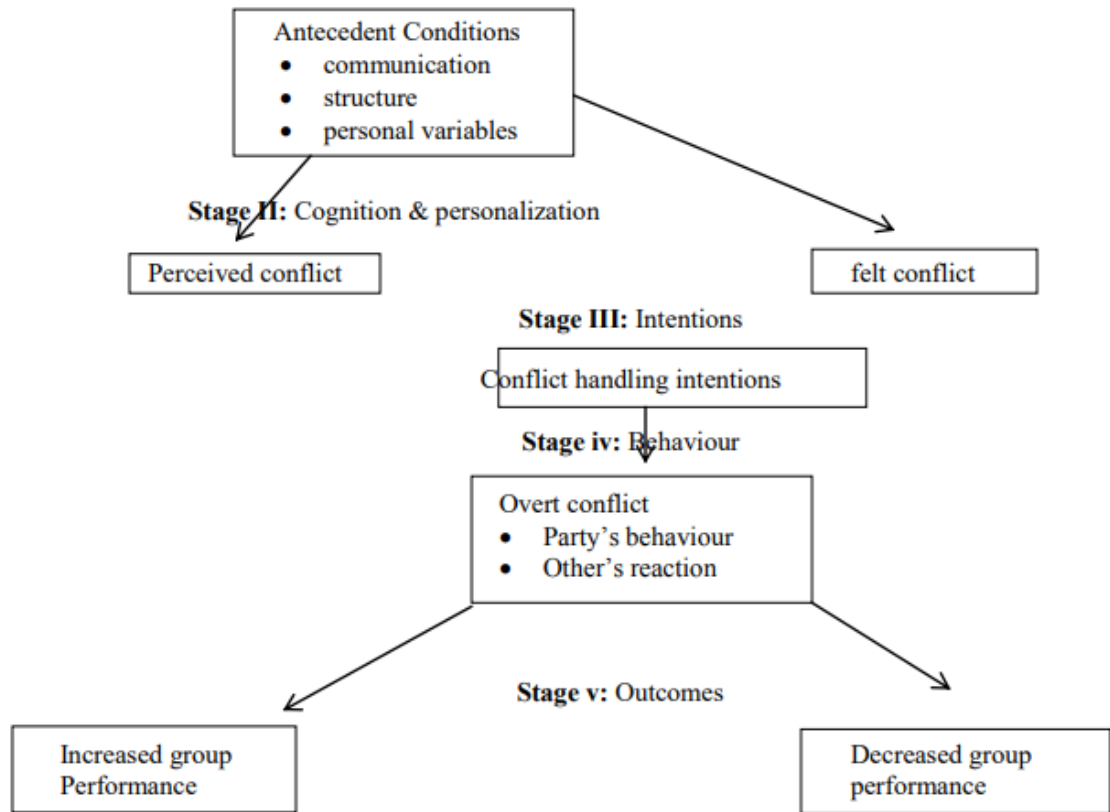 Antecedent Conditions
• communication
• structure
• personal variables
Stage II: Cognition & personalization
Perceived conflict
felt conflict
Stage III: Intentions
Conflict handling intentions
Stage iv: Behaviour
Overt conflict
• Party’s behaviour
• Other’s reaction
Stage v: Outcomes
Increased group
Performance
Decreased group
performance